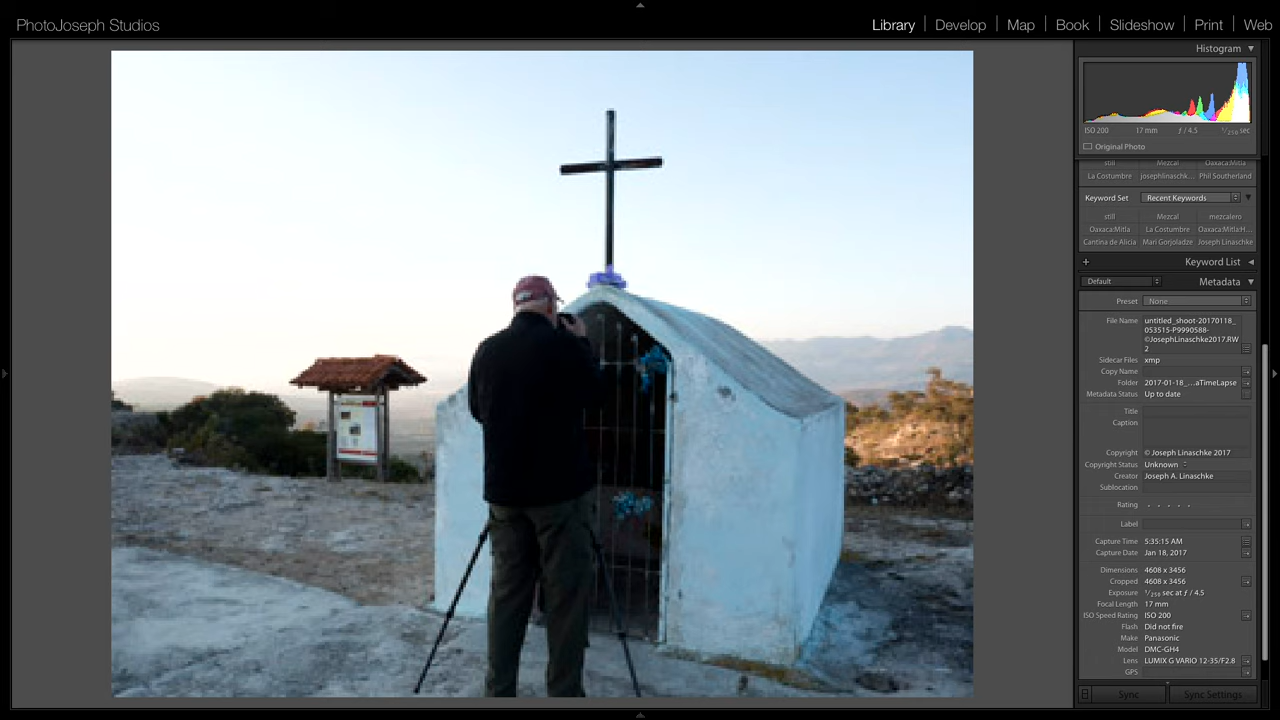 PhotoJoseph Studios
Library | Develop | Map | Book | Slideshow | Print | Web
Histogram
ISO 200 17 mm ƒ / 4.5 1/250 sec
Original Photo
still Mezcal Oaxaca:Mitla
La Costumbre josephlinaschk... Phil Southerland
Keyword Set Recent Keywords
still Mezcal mezcalero
Oaxaca:Mitla La Costumbre Oaxaca:Mitla:H...
Cantina de Alicia Mari Gorjoladze Joseph Linaschke
Keyword List
Default Metadata
Preset None
File Name untitled_shoot-20170118_
053515-P9990588-
©JosephLinaschke2017.RW
2
Sidecar Files xmp
Copy Name
Folder 2017-01-18_...aTimeLapse
Metadata Status Up to date
Title
Caption
Copyright © Joseph Linaschke 2017
Copyright Status Unknown
Creator Joseph A. Linaschke
Sublocation
Rating . . . . .
Label
Capture Time 5:35:15 AM
Capture Date Jan 18, 2017
Dimensions 4608 x 3456
Cropped 4608 x 3456
Exposure 1/250 sec at ƒ / 4.5
Focal Length 17 mm
ISO Speed Rating ISO 200
Flash Did not fire
Make Panasonic
Model DMC-GH4
Lens LUMIX G VARIO 12-35/F2.8
GPS
Sync Sync Settings